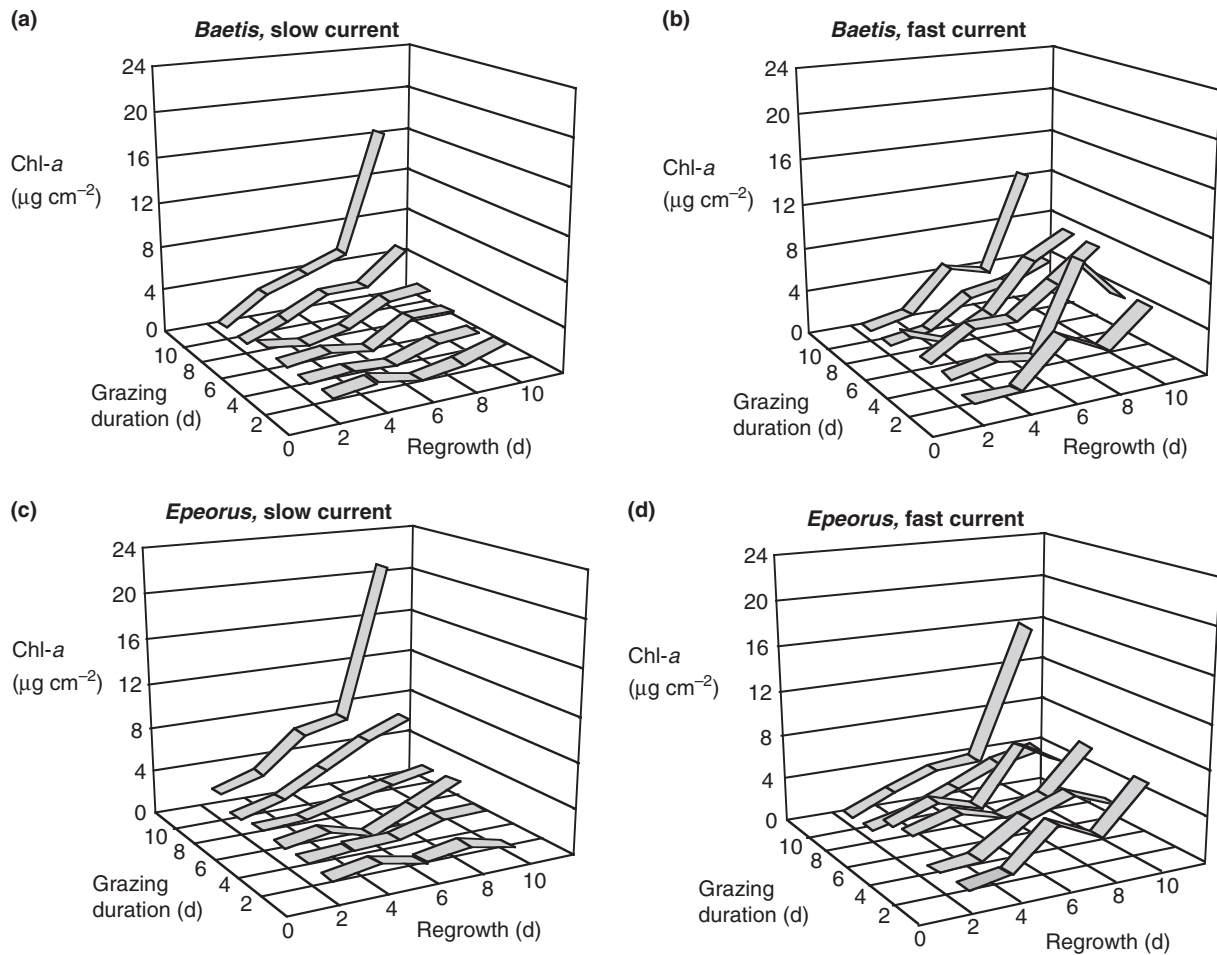 (a)
Baetis, slow current
24
20
16
12
8
4
0
Chl-a
(μg cm−2)
10
8
6
4
2
0
Grazing
duration (d)
2
4
6
8
10
Regrowth (d)
(b)
Baetis, fast current
24
20
16
12
8
4
0
Chl-a
(μg cm−2)
10
8
6
4
2
0
Grazing
duration (d)
2
4
6
8
10
Regrowth (d)
(c)
Epeorus, slow current
24
20
16
12
8
4
0
Chl-a
(μg cm−2)
10
8
6
4
2
0
Grazing
duration (d)
2
4
6
8
10
Regrowth (d)
(d)
Epeorus, fast current
24
20
16
12
8
4
0
Chl-a
(μg cm−2)
10
8
6
4
2
0
Grazing
duration (d)
2
4
6
8
10
Regrowth (d)